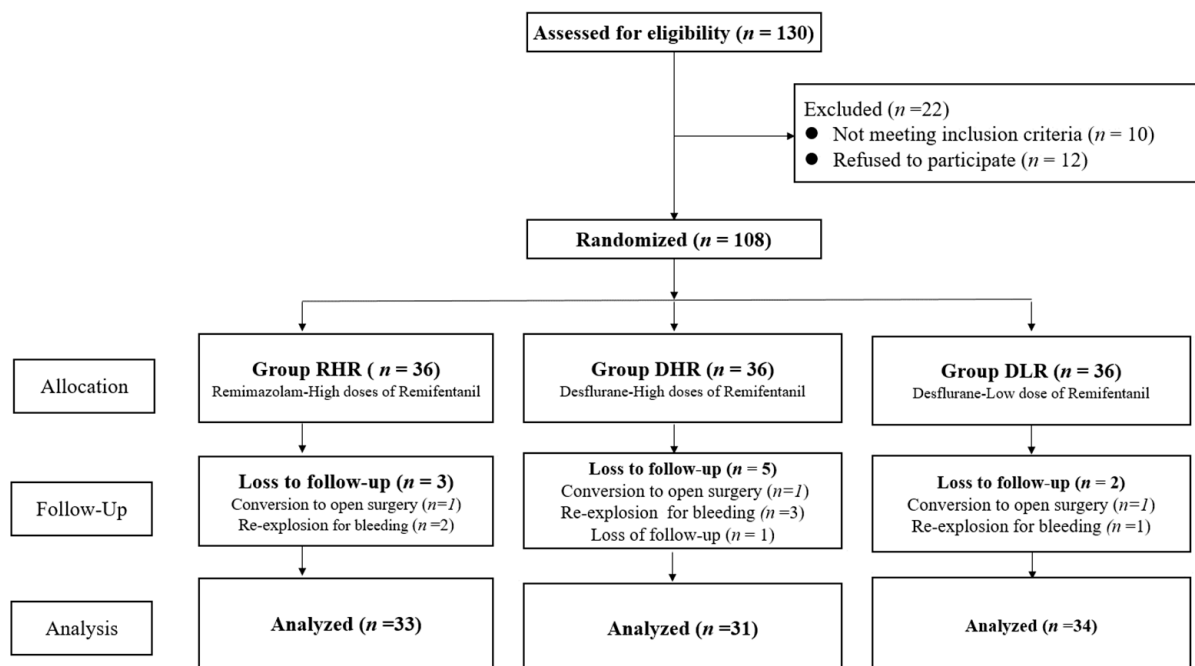 Assessed for eligibility (n = 130)
Excluded (n =22)
● Not meeting inclusion criteria (n = 10)
● Refused to participate (n = 12)
Randomized (n = 108)
Allocation
Group RHR ( n = 36)
Remimazolam-High doses of Remifentanil
Group DHR (n = 36)
Desflurane-High doses of Remifentanil
Group DLR (n = 36)
Desflurane-Low dose of Remifentanil
Follow-Up
Loss to follow-up (n = 3)
Conversion to open surgery (n=1)
Re-explosion for bleeding (n =2)
Loss to follow-up (n = 5)
Conversion to open surgery (n=1)
Re-explosion for bleeding (n =3)
Loss of follow-up (n = 1)
Loss to follow-up (n = 2)
Conversion to open surgery (n=1)
Re-explosion for bleeding (n =1)
Analysis
Analyzed (n =33)
Analyzed (n =31)
Analyzed (n =34)